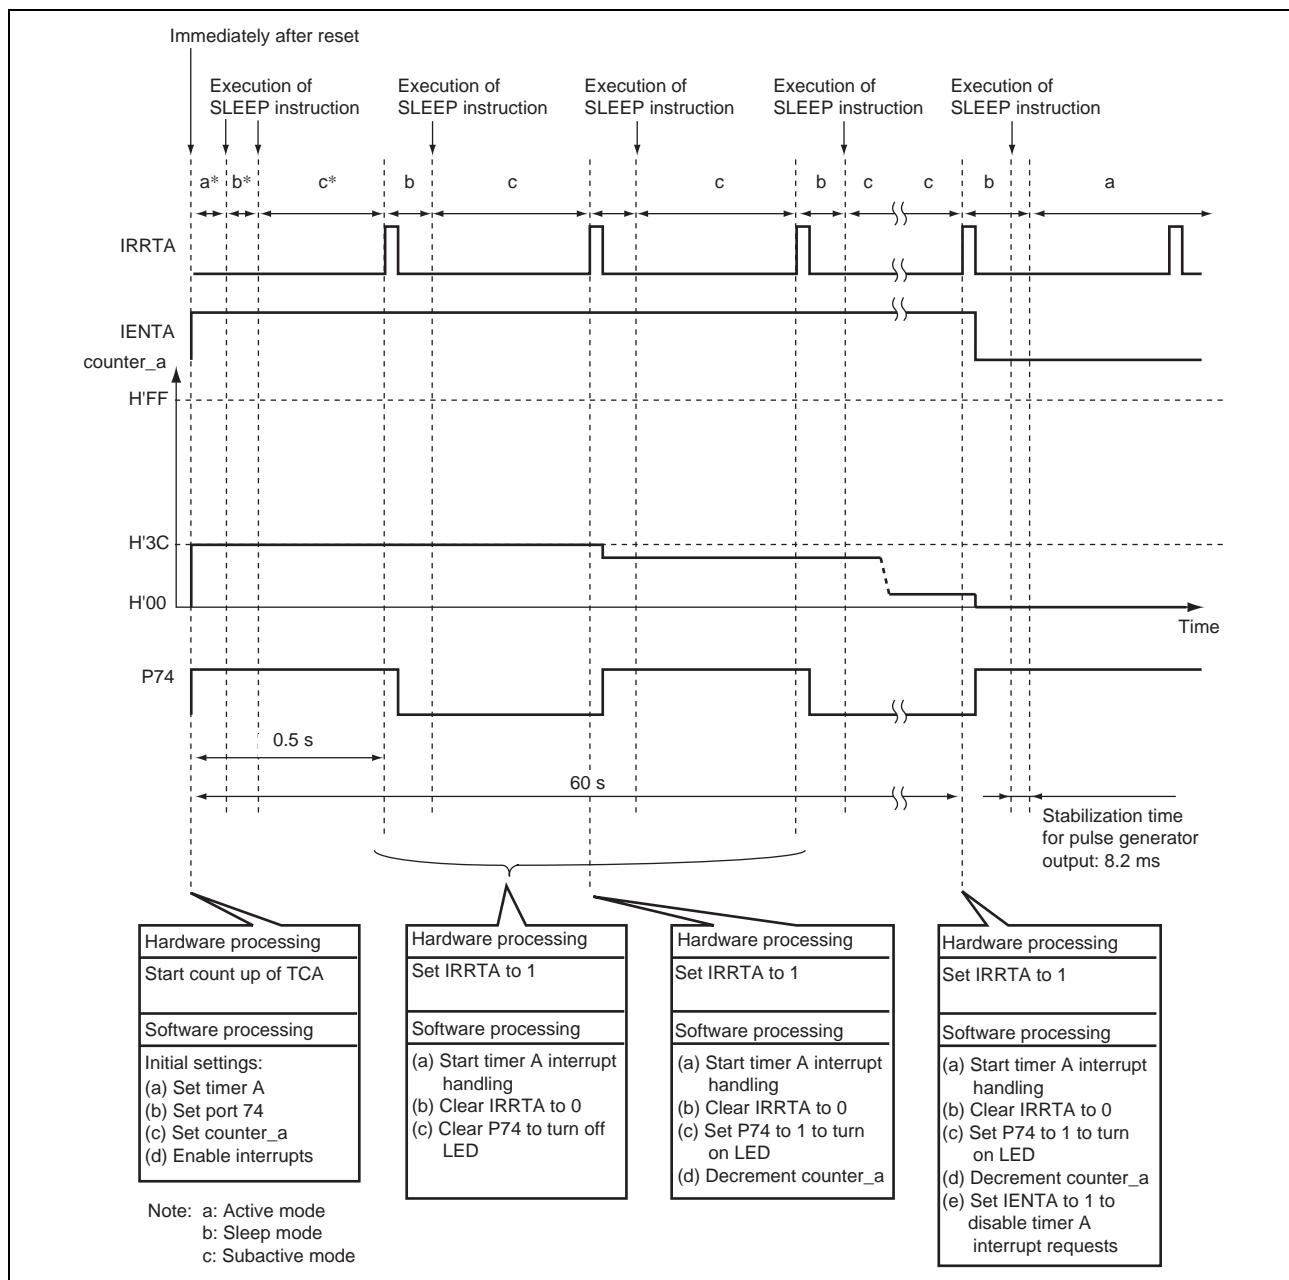 Immediately after reset
Execution of
SLEEP instruction
Execution of
SLEEP instruction
Execution of
SLEEP instruction
Execution of
SLEEP instruction
Execution of
SLEEP instruction
a* b* c* b c c b c c b a
IRRTA
IENTA
counter_a
H'FF
H'3C
H'00
Time
P74
0.5 s
60 s
Stabilization time
for pulse generator
output: 8.2 ms
Hardware processing
Start count up of TCA
Software processing
Initial settings:
(a) Set timer A
(b) Set port 74
(c) Set counter_a
(d) Enable interrupts
Hardware processing
Set IRRTA to 1
Software processing
(a) Start timer A interrupt
handling
(b) Clear IRRTA to 0
(c) Clear P74 to turn off
LED
Hardware processing
Set IRRTA to 1
Software processing
(a) Start timer A interrupt
handling
(b) Clear IRRTA to 0
(c) Set P74 to 1 to turn
on LED
(d) Decrement counter_a
Hardware processing
Set IRRTA to 1
Software processing
(a) Start timer A interrupt
handling
(b) Clear IRRTA to 0
(c) Set P74 to 1 to turn
on LED
(d) Decrement counter_a
(e) Set IENTA to 1 to
disable timer A
interrupt requests
Note: a: Active mode
b: Sleep mode
c: Subactive mode